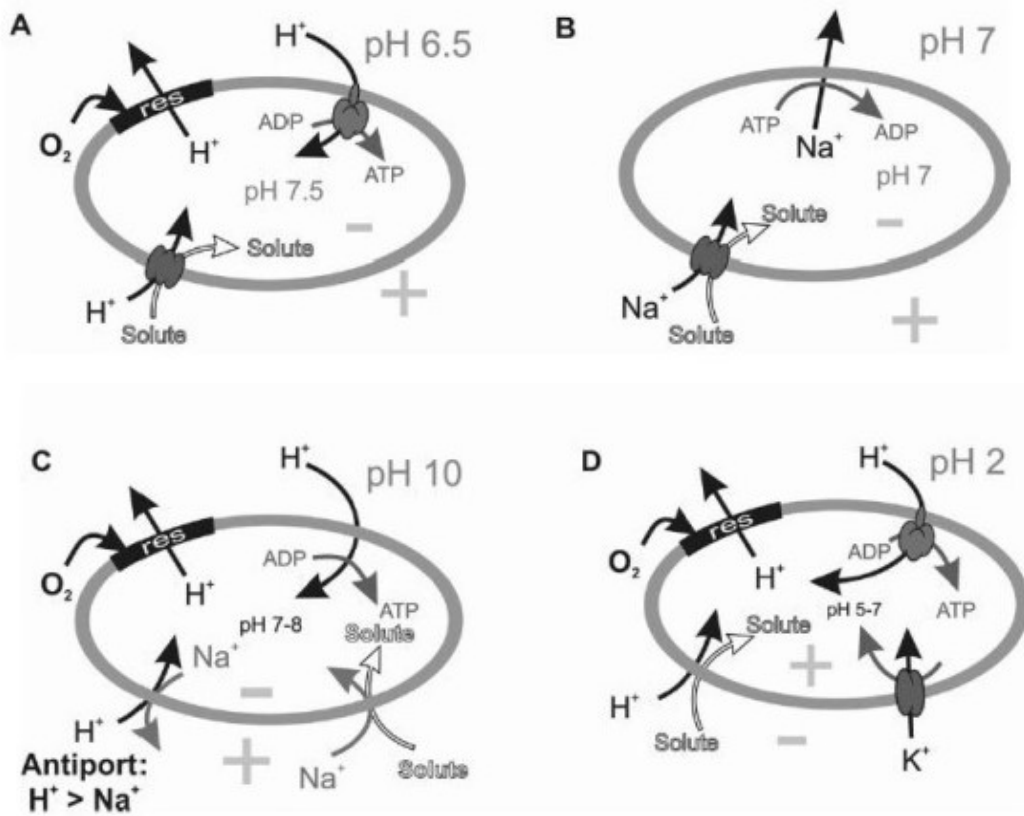 A
H⁺
pH 6.5
res
O₂
H⁺
ADP
ATP
pH 7.5
−
Solute
+
H⁺
Solute
B
pH 7
ATP
ADP
Na⁺
pH 7
Solute
−
Na⁺
Solute
+
C
H⁺
pH 10
res
O₂
H⁺
ADP
ATP
pH 7-8
Solute
Na⁺
−
H⁺
+
Na⁺
Solute
Antiport:
H⁺ > Na⁺
D
H⁺
pH 2
res
O₂
H⁺
ADP
ATP
pH 5-7
Solute
+
H⁺
Solute
−
K⁺